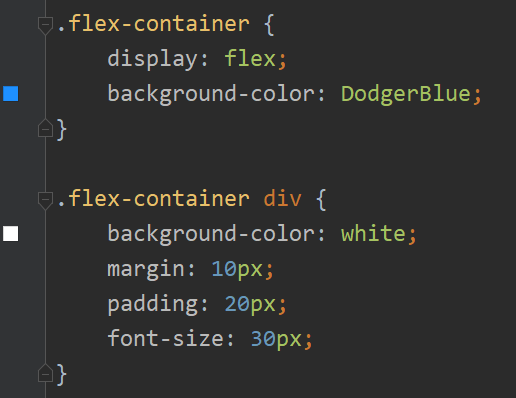 .flex-container {
    display: flex;
    background-color: DodgerBlue;
}

.flex-container div {
    background-color: white;
    margin: 10px;
    padding: 20px;
    font-size: 30px;
}